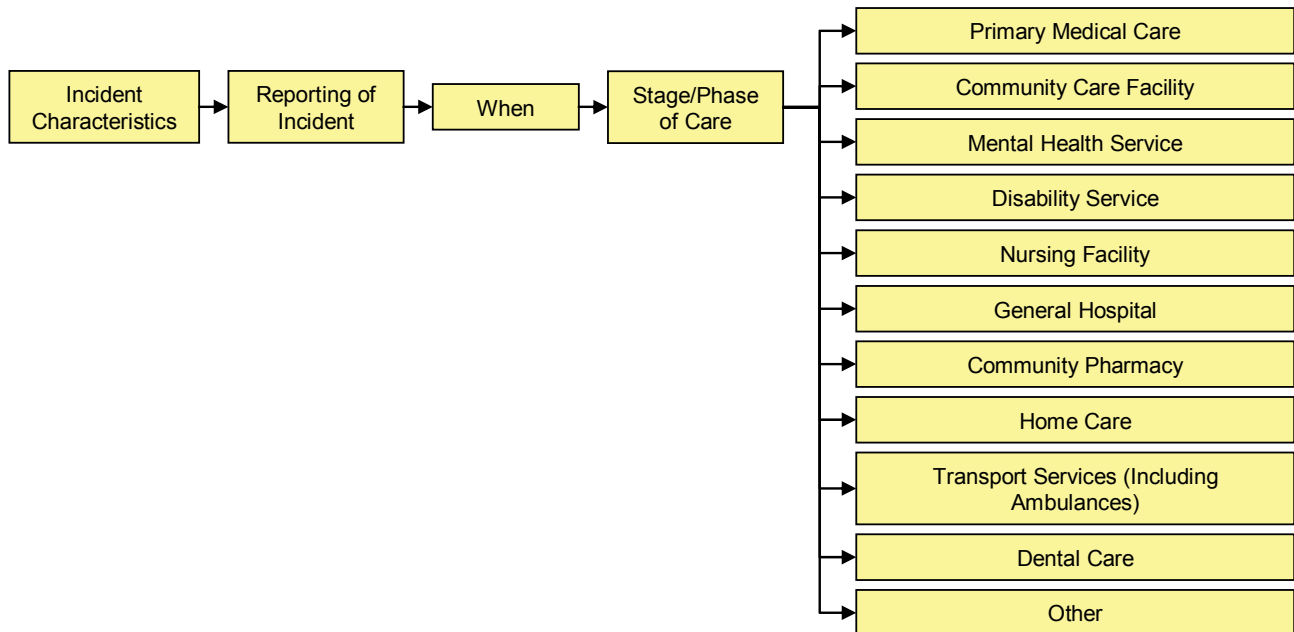 Incident
Characteristics
Reporting of
Incident
When
Stage/Phase
of Care
Primary Medical Care
Community Care Facility
Mental Health Service
Disability Service
Nursing Facility
General Hospital
Community Pharmacy
Home Care
Transport Services (Including
Ambulances)
Dental Care
Other